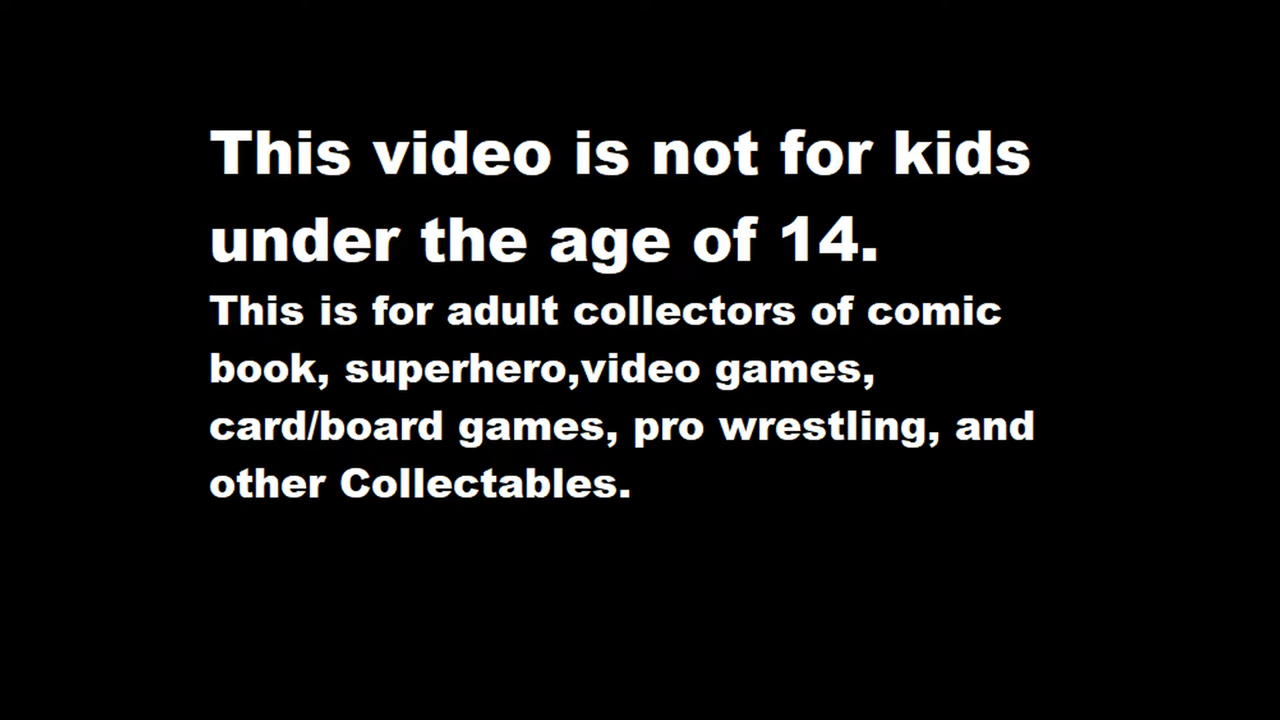 This video is not for kids
under the age of 14.
This is for adult collectors of comic
book, superhero,video games,
card/board games, pro wrestling, and
other Collectables.